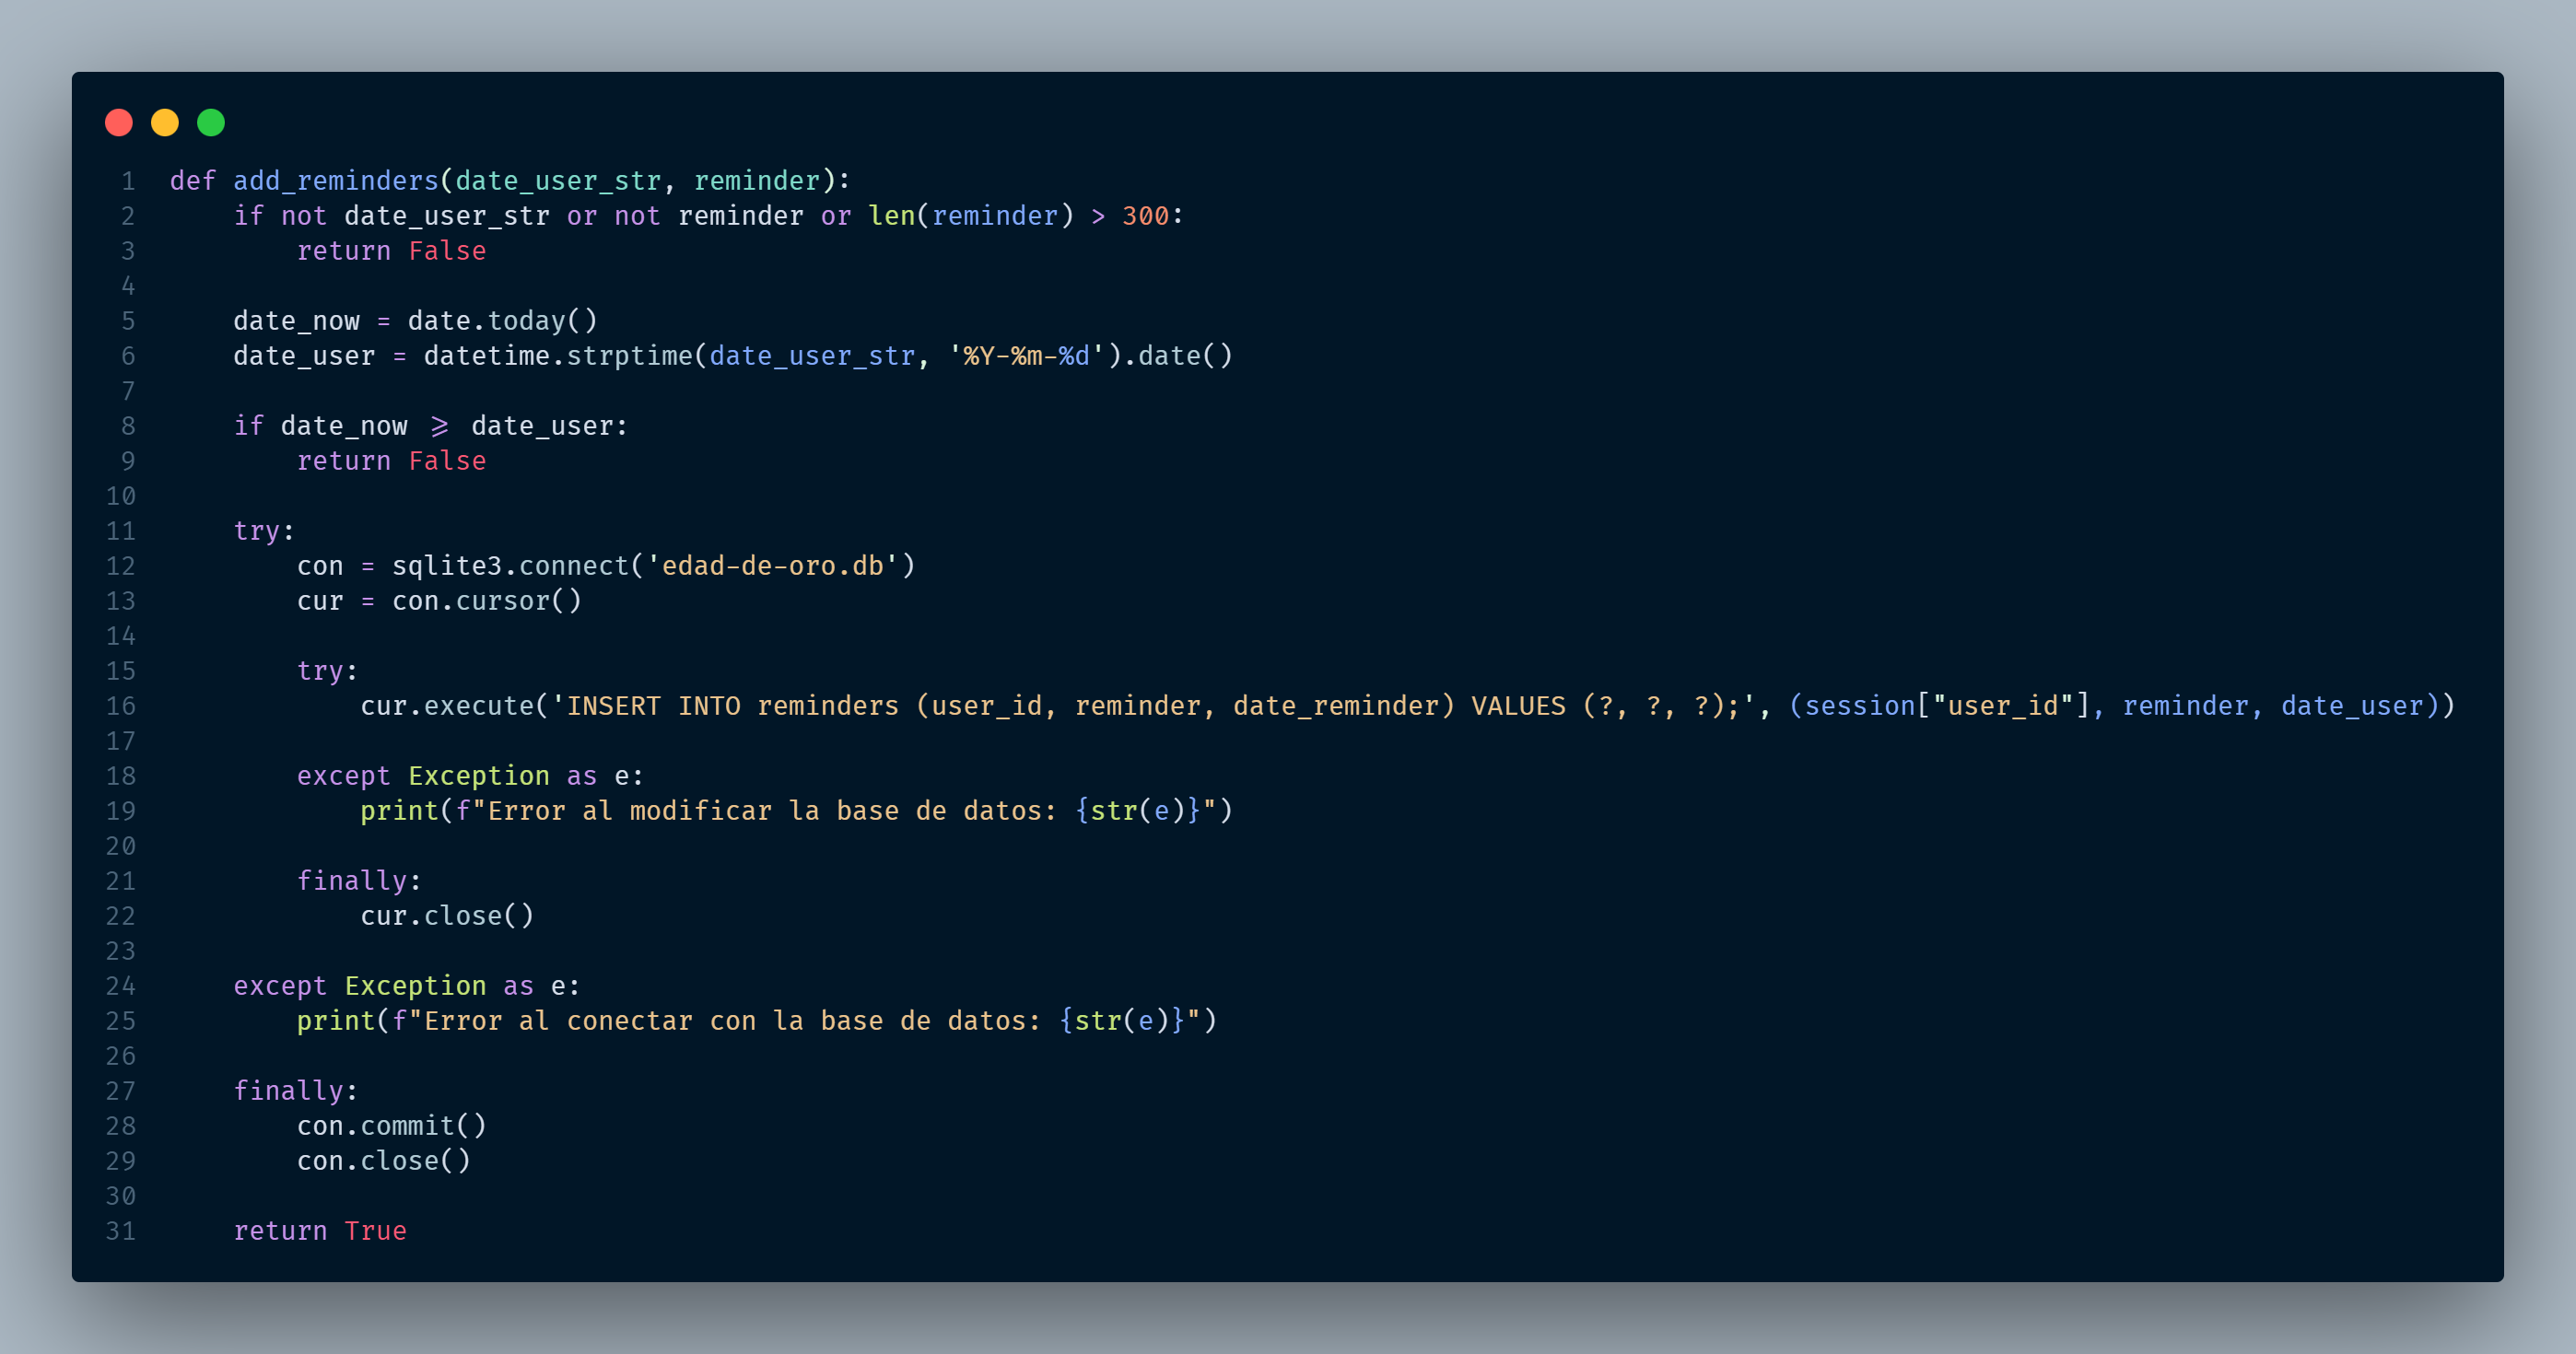 1 def add_reminders(date_user_str, reminder):
2     if not date_user_str or not reminder or len(reminder) > 300:
3         return False
4
5     date_now = date.today()
6     date_user = datetime.strptime(date_user_str, '%Y-%m-%d').date()
7
8     if date_now >= date_user:
9         return False
10
11     try:
12         con = sqlite3.connect('edad-de-oro.db')
13         cur = con.cursor()
14
15         try:
16             cur.execute('INSERT INTO reminders (user_id, reminder, date_reminder) VALUES (?, ?, ?);', (session["user_id"], reminder, date_user))
17
18         except Exception as e:
19             print(f"Error al modificar la base de datos: {str(e)}")
20
21         finally:
22             cur.close()
23
24     except Exception as e:
25         print(f"Error al conectar con la base de datos: {str(e)}")
26
27     finally:
28         con.commit()
29         con.close()
30
31     return True